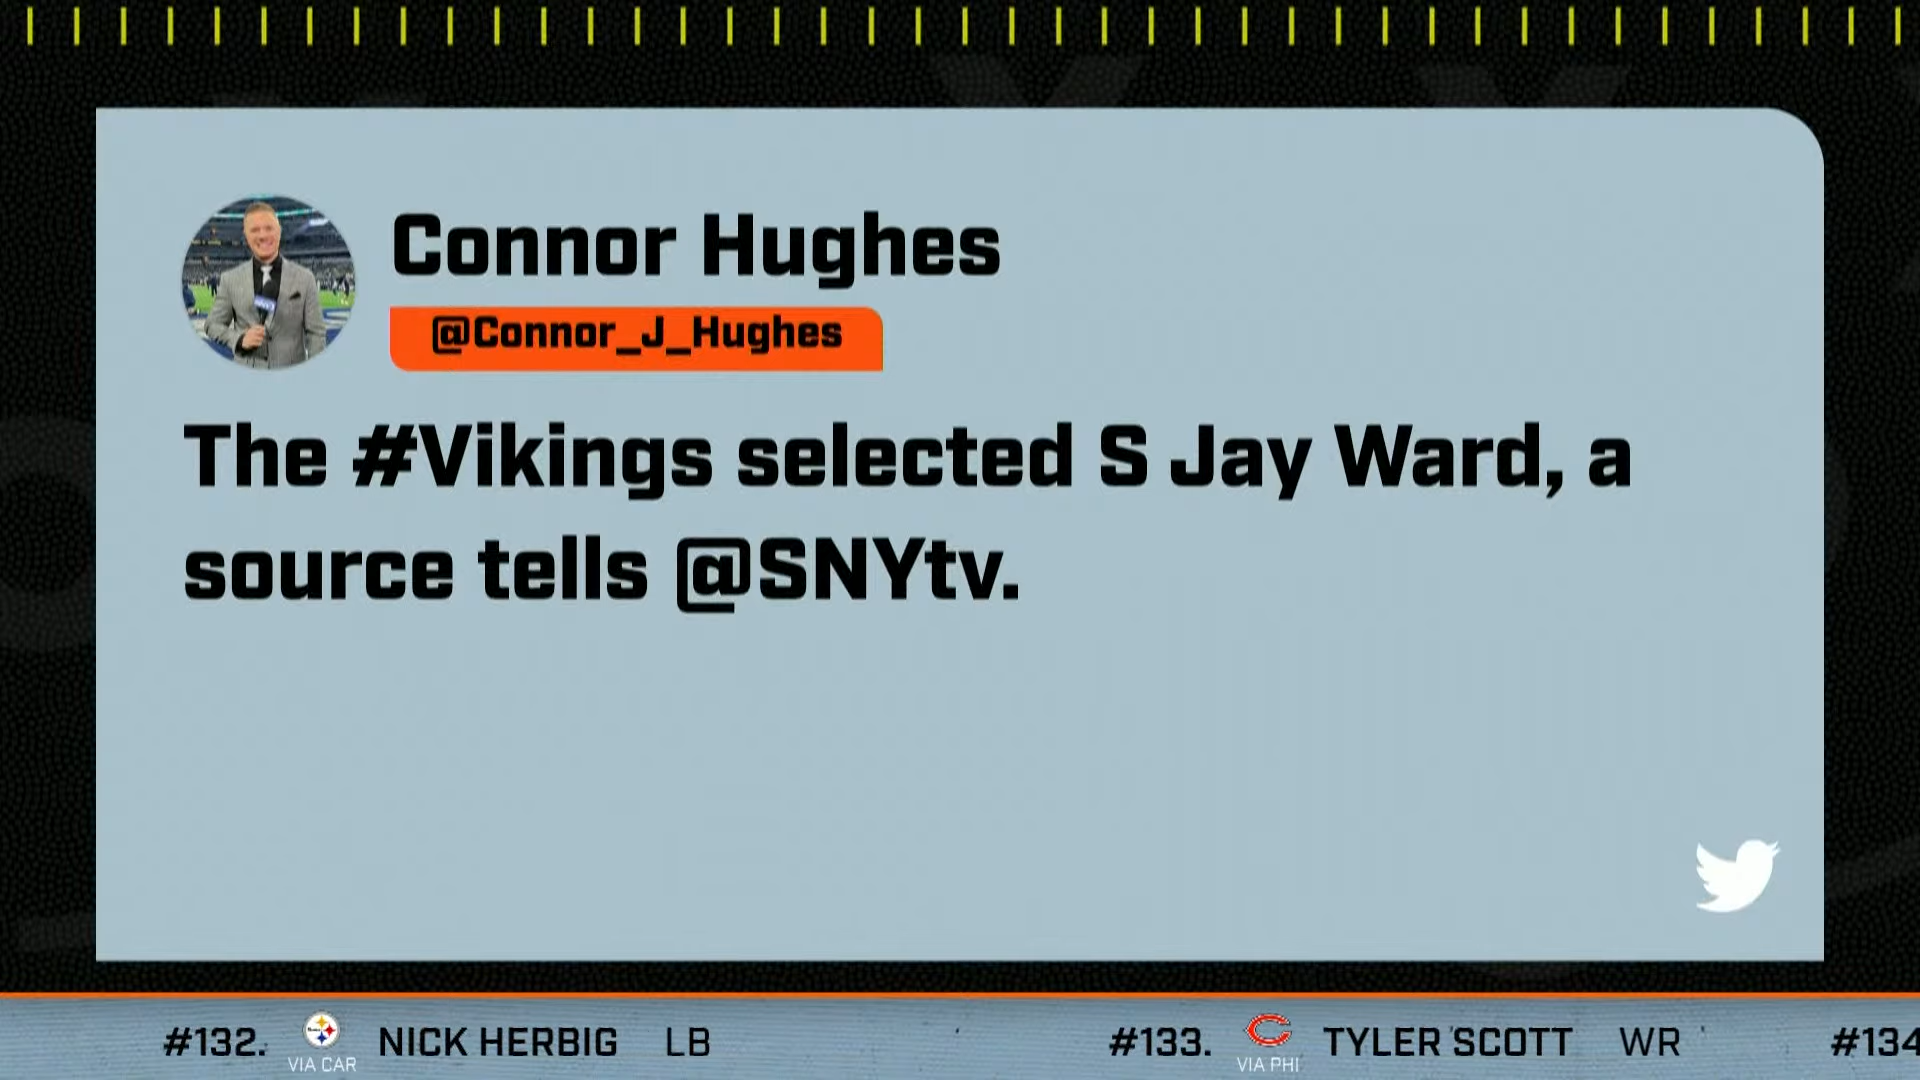 Connor Hughes
@Connor_J_Hughes
The #Vikings selected S Jay Ward, a
source tells @SNYtv.
#132. VIA CAR NICK HERBIG LB #133. VIA PHI TYLER SCOTT WR #134